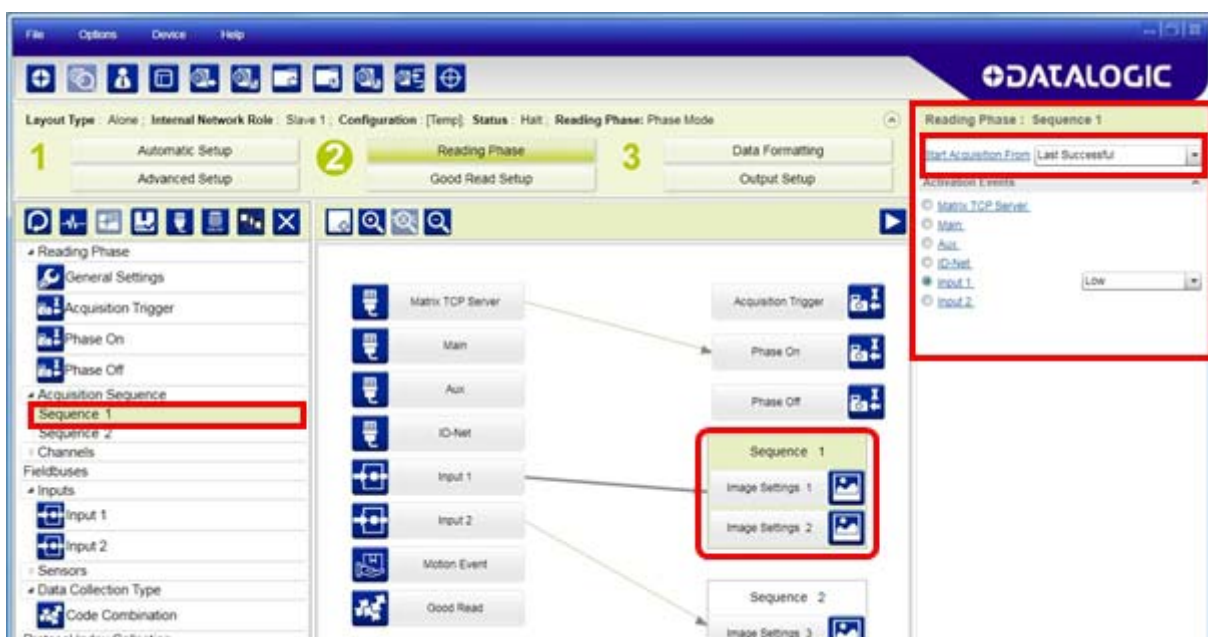 File Options Device Help
DATALOGIC
Layout Type : Alone ; Internal Network Role : Slave 1 ; Configuration : [Temp]; Status : Halt ; Reading Phase: Phase Mode
1 Automatic Setup 2 Reading Phase 3 Data Formatting
Advanced Setup Good Read Setup Output Setup
Reading Phase
General Settings
Acquisition Trigger
Phase On
Phase Off
Acquisition Sequence
Sequence 1
Sequence 2
Channels
Fieldbuses
Inputs
Input 1
Input 2
Sensors
Data Collection Type
Code Combination
Protocol Index Collection
Matrix TCP Server
Main
Aux
ID-Net
Input 1
Input 2
Motion Event
Good Read
Acquisition Trigger
Phase On
Phase Off
Sequence 1
Image Settings 1
Image Settings 2
Sequence 2
Image Settings 3
Reading Phase : Sequence 1
Start Acquisition From Last Successful
Activation Events
Matrix TCP Server
Main
Aux
ID-Net
Input 1 Low
Input 2